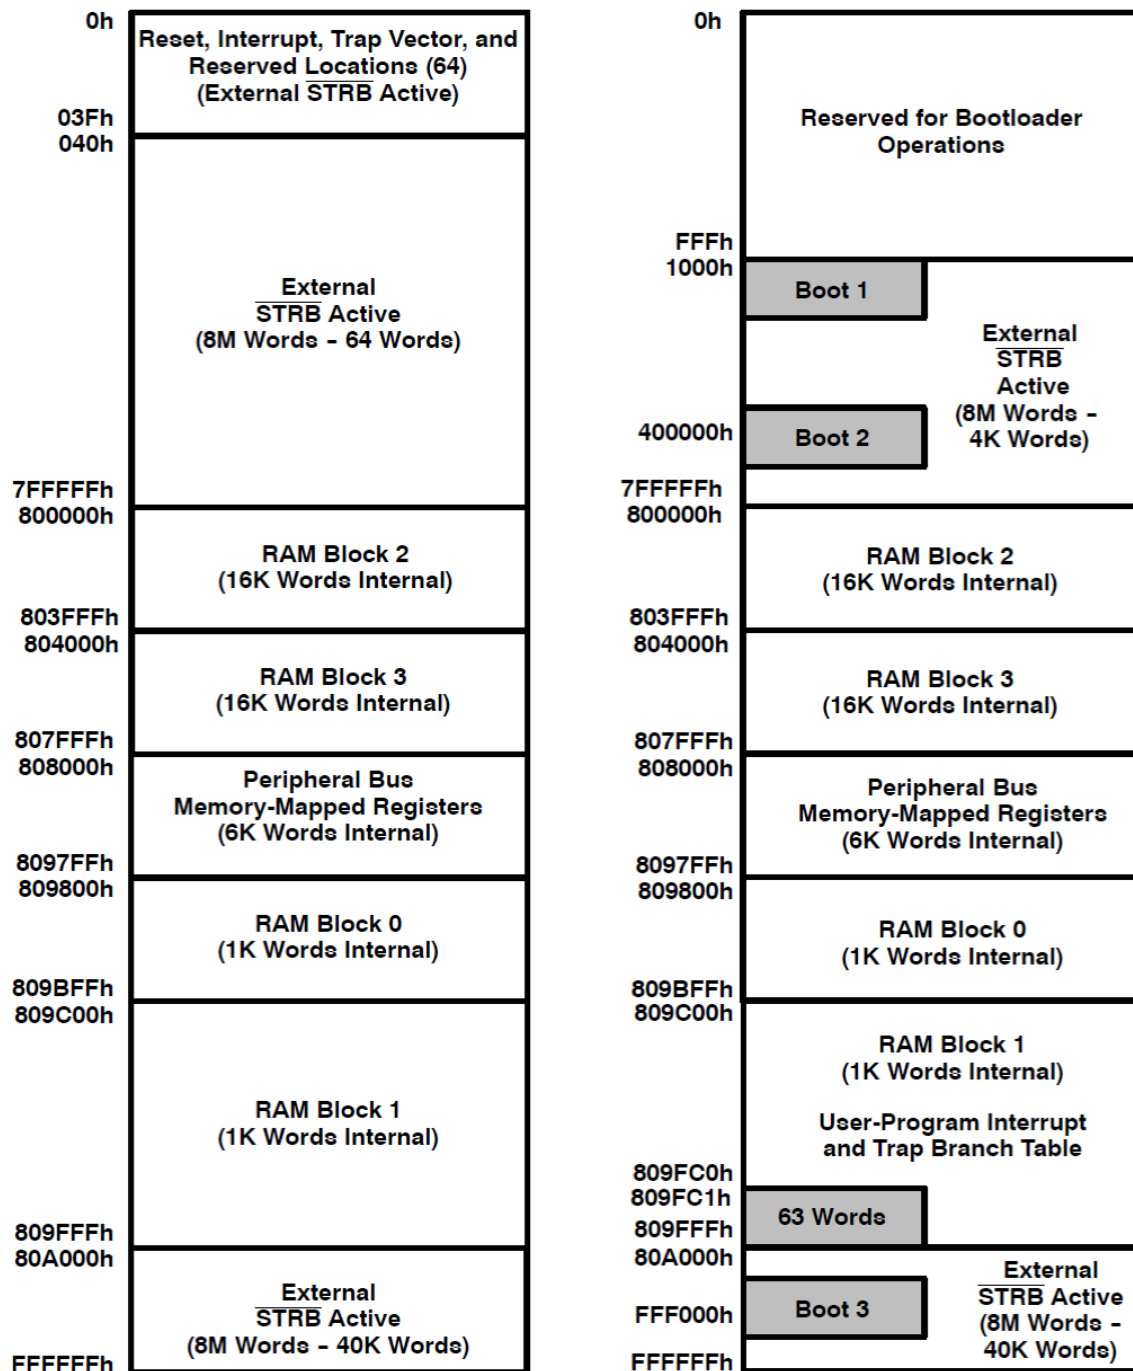 0h
Reset, Interrupt, Trap Vector, and
Reserved Locations (64)
(External STRB Active)
03Fh
040h
External
STRB Active
(8M Words – 64 Words)
7FFFFFh
800000h
RAM Block 2
(16K Words Internal)
803FFFh
804000h
RAM Block 3
(16K Words Internal)
807FFFh
808000h
Peripheral Bus
Memory-Mapped Registers
(6K Words Internal)
8097FFh
809800h
RAM Block 0
(1K Words Internal)
809BFFh
809C00h
RAM Block 1
(1K Words Internal)
809FFFh
80A000h
External
STRB Active
(8M Words – 40K Words)
FFFFFFh
0h
Reserved for Bootloader
Operations
FFFh
1000h
Boot 1
External
STRB
Active
(8M Words –
4K Words)
400000h
Boot 2
7FFFFFh
800000h
RAM Block 2
(16K Words Internal)
803FFFh
804000h
RAM Block 3
(16K Words Internal)
807FFFh
808000h
Peripheral Bus
Memory-Mapped Registers
(6K Words Internal)
8097FFh
809800h
RAM Block 0
(1K Words Internal)
809BFFh
809C00h
RAM Block 1
(1K Words Internal)
User-Program Interrupt
and Trap Branch Table
809FC0h
809FC1h
63 Words
809FFFh
80A000h
External
STRB Active
(8M Words –
40K Words)
Boot 3
FFF000h
FFFFFFh